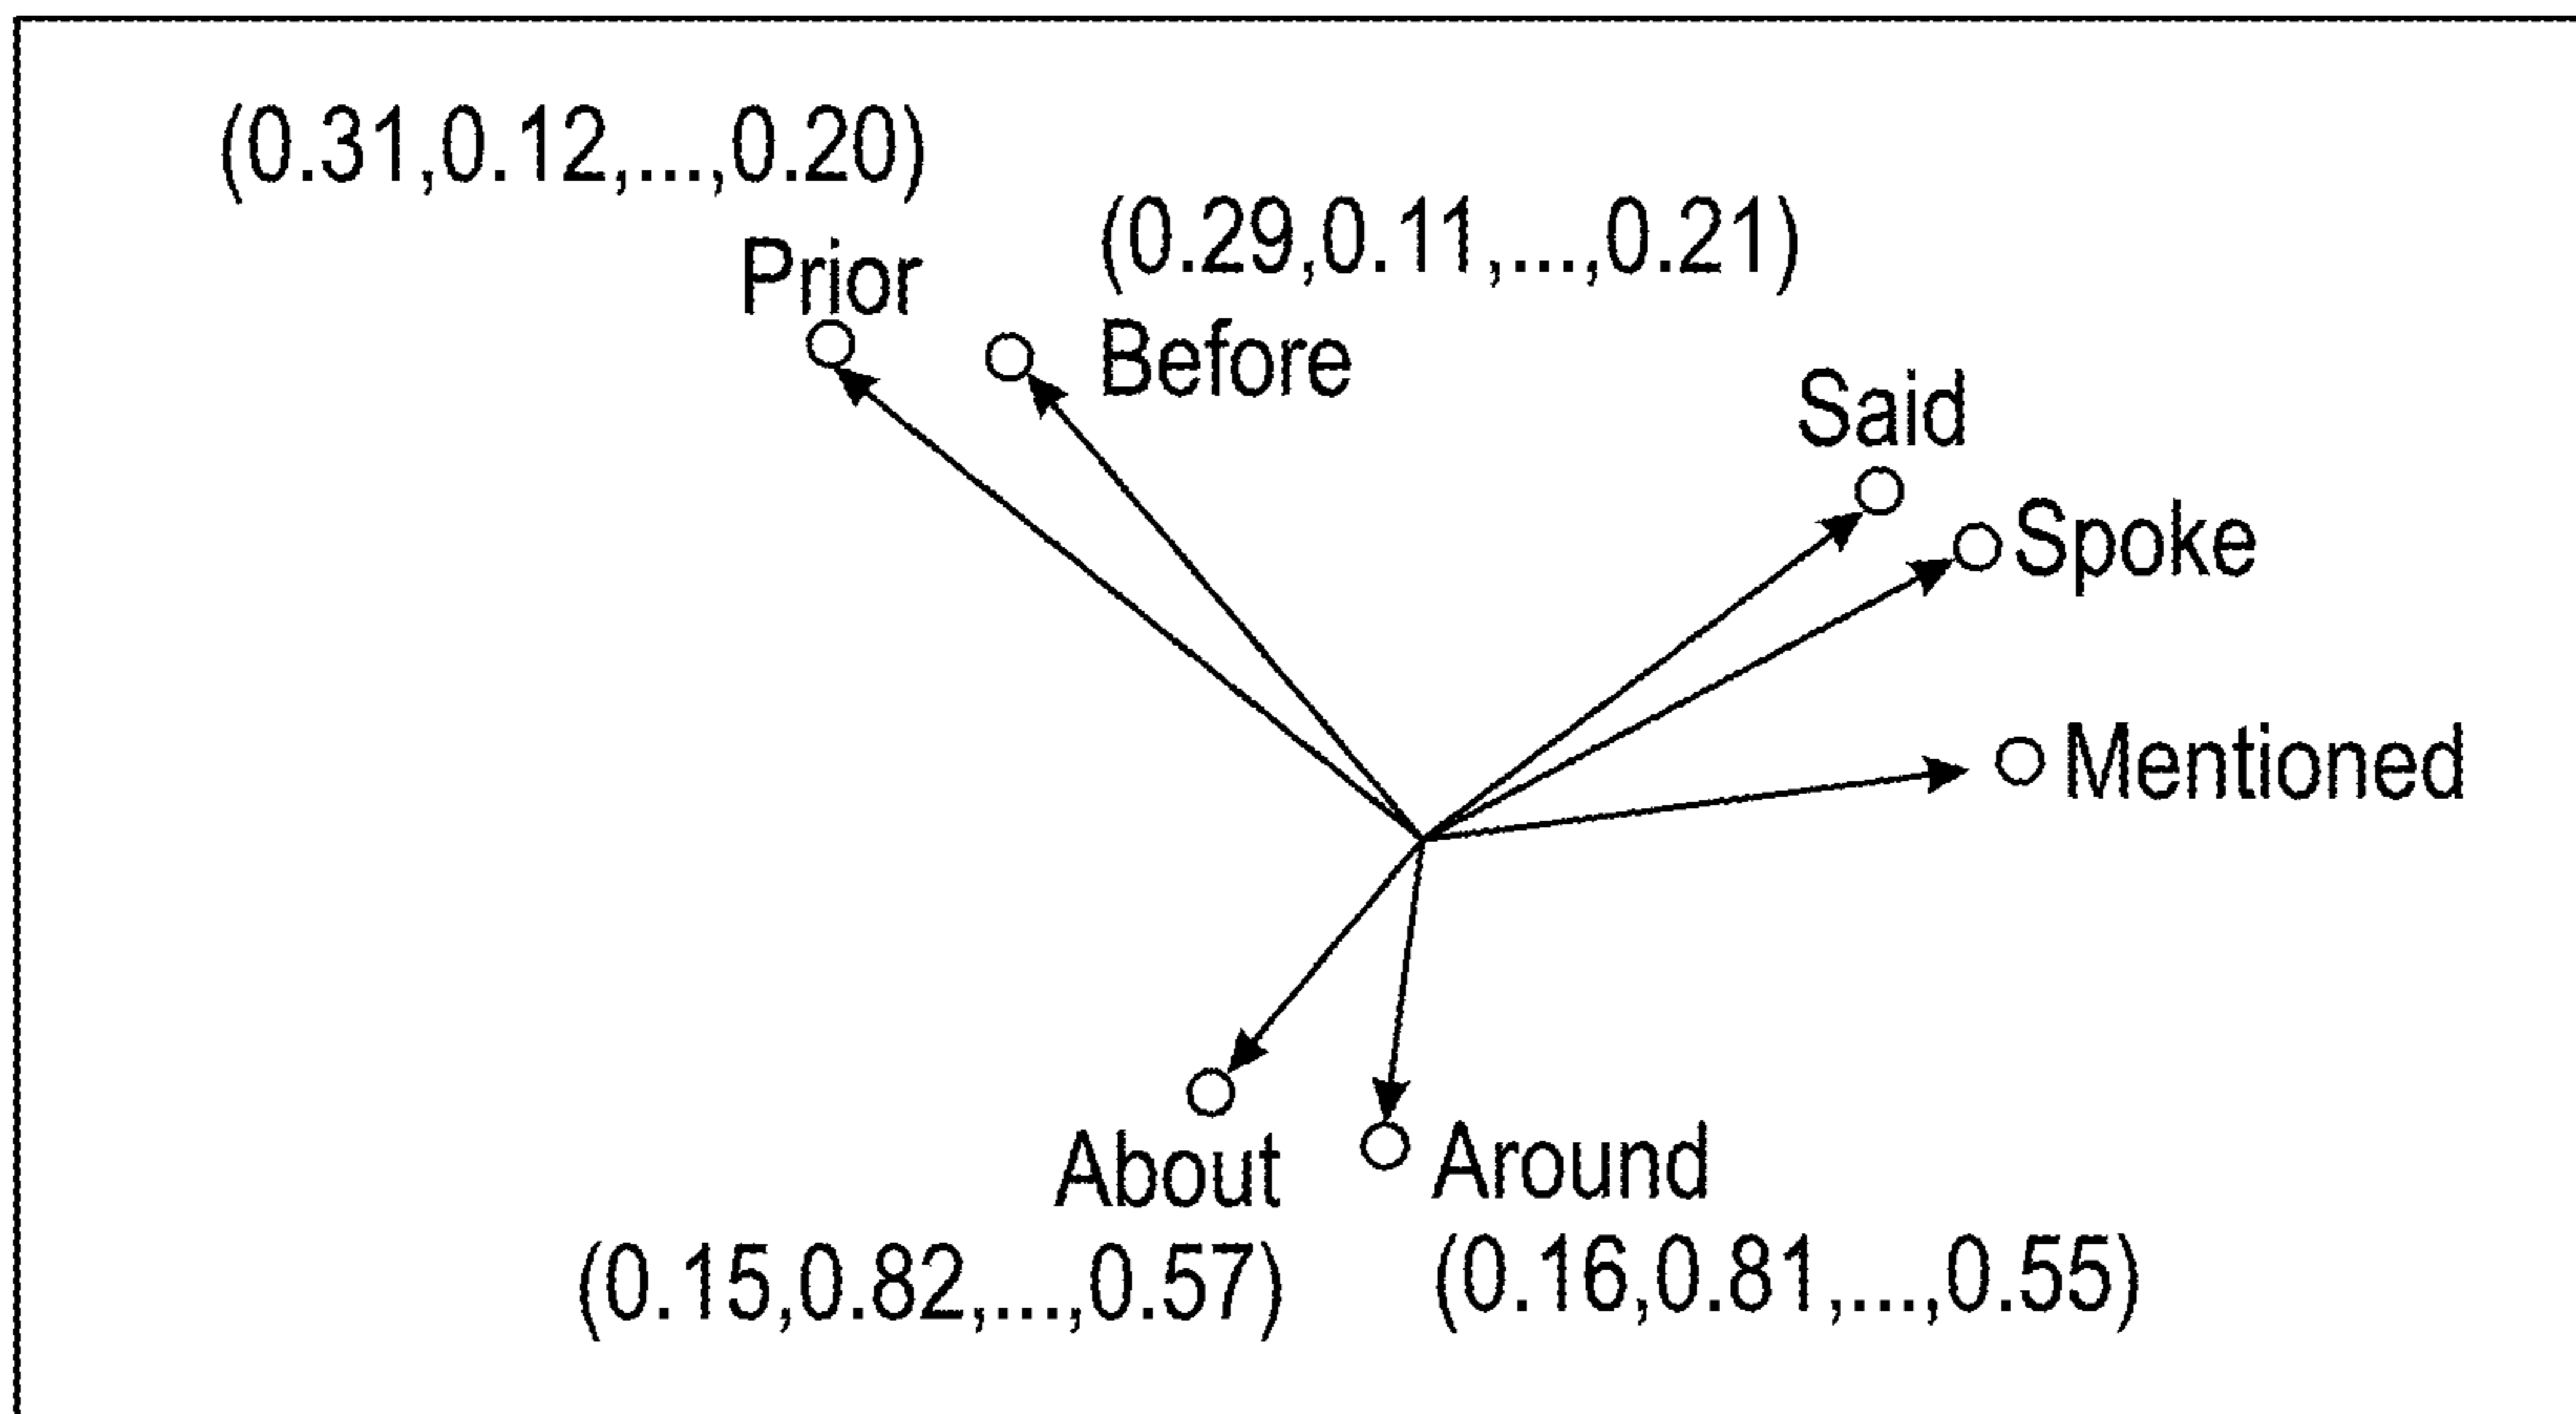 (0.31,0.12,...,0.20)
(0.29,0.11,...,0.21)
Prior
Before
Said
Spoke
Mentioned
About
Around
(0.15,0.82,...,0.57)
(0.16,0.81,...,0.55)